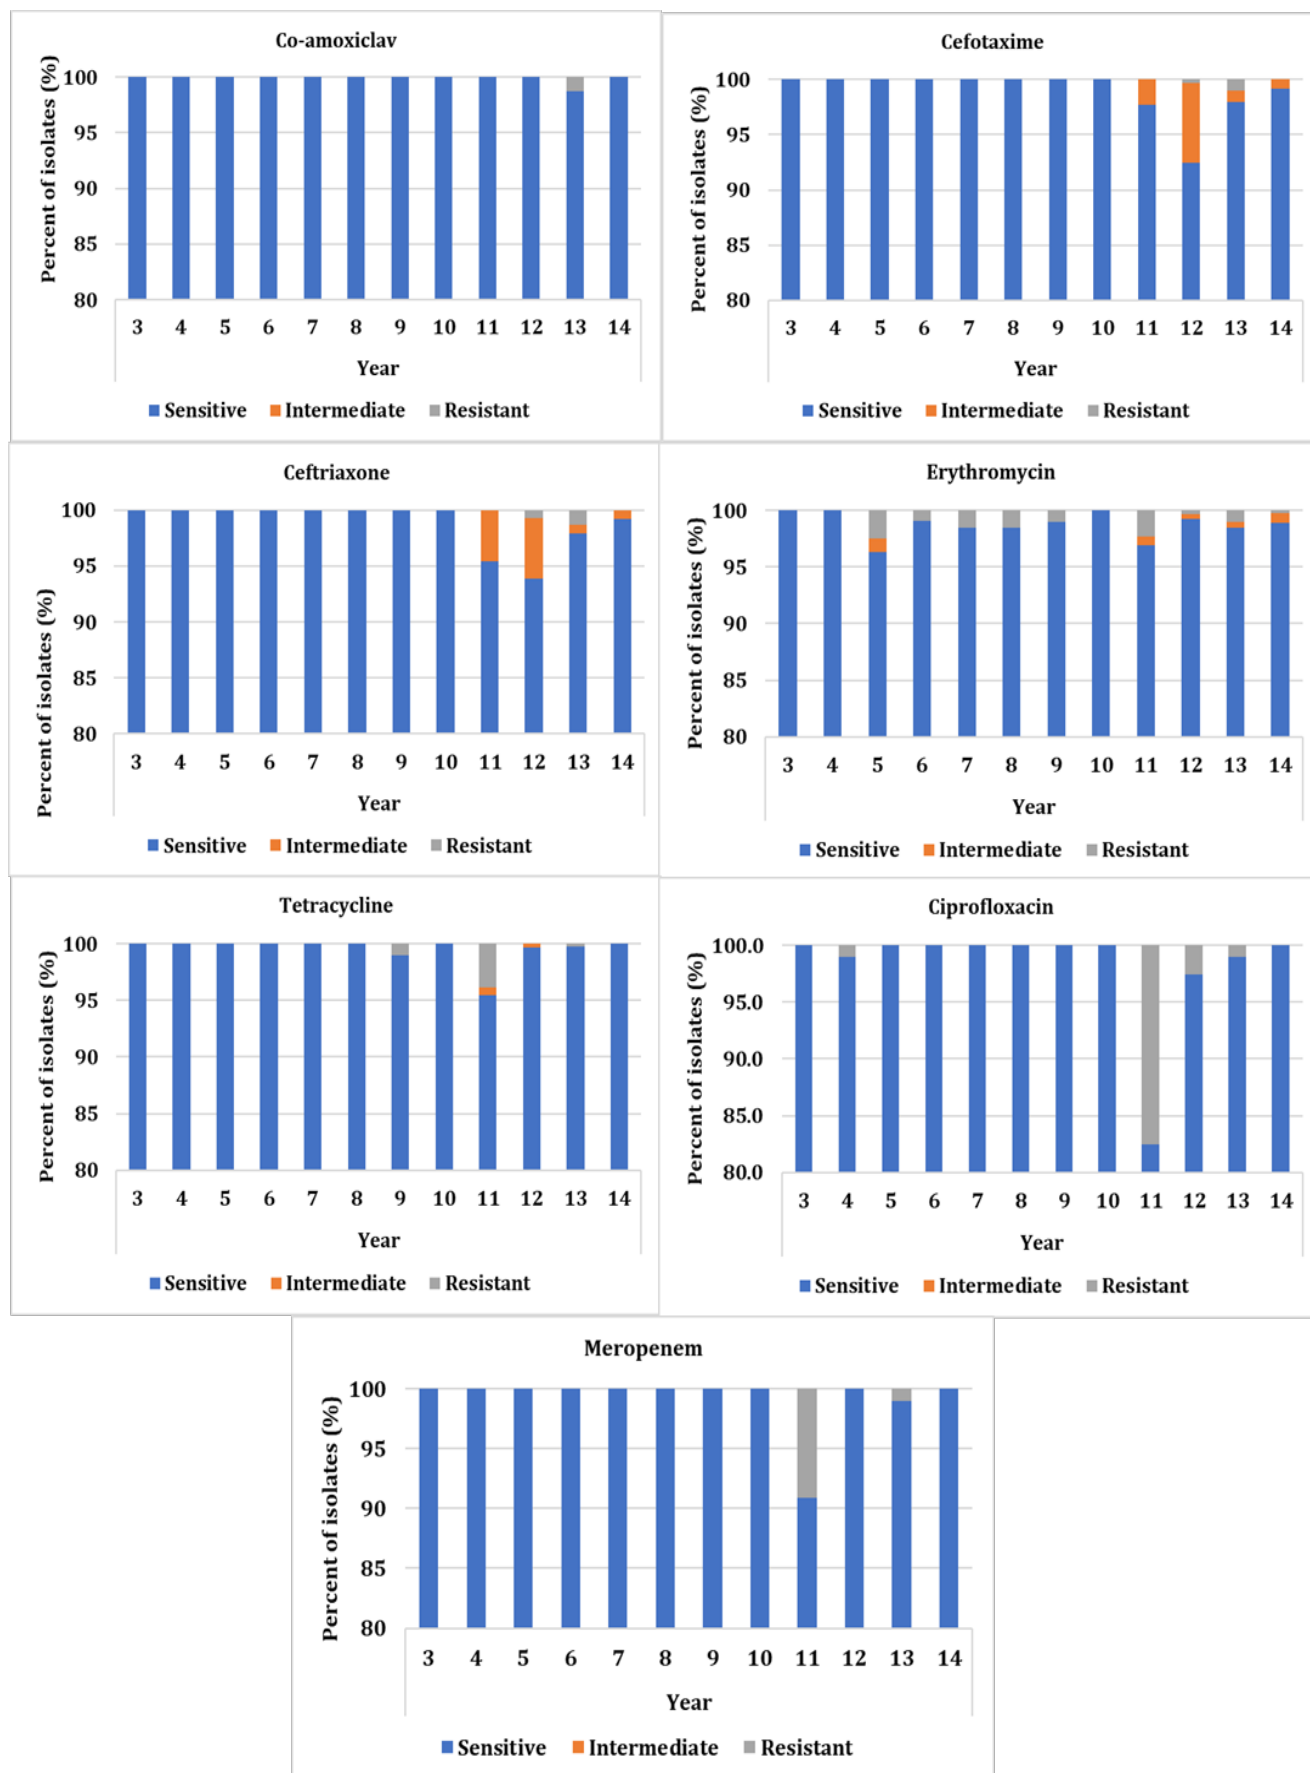 Co-amoxiclav
Percent of isolates (%)
100
95
90
85
80
3 4 5 6 7 8 9 10 11 12 13 14
Year
Sensitive Intermediate Resistant
Cefotaxime
Percent of isolates (%)
100
95
90
85
80
3 4 5 6 7 8 9 10 11 12 13 14
Year
Sensitive Intermediate Resistant
Ceftriaxone
Percent of isolates (%)
100
95
90
85
80
3 4 5 6 7 8 9 10 11 12 13 14
Year
Sensitive Intermediate Resistant
Erythromycin
Percent of isolates (%)
100
95
90
85
80
3 4 5 6 7 8 9 10 11 12 13 14
Year
Sensitive Intermediate Resistant
Tetracycline
Percent of isolates (%)
100
95
90
85
80
3 4 5 6 7 8 9 10 11 12 13 14
Year
Sensitive Intermediate Resistant
Ciprofloxacin
Percent of isolates (%)
100.0
95.0
90.0
85.0
80.0
3 4 5 6 7 8 9 10 11 12 13 14
Year
Sensitive Intermediate Resistant
Meropenem
Percent of isolates (%)
100
95
90
85
80
3 4 5 6 7 8 9 10 11 12 13 14
Year
Sensitive Intermediate Resistant